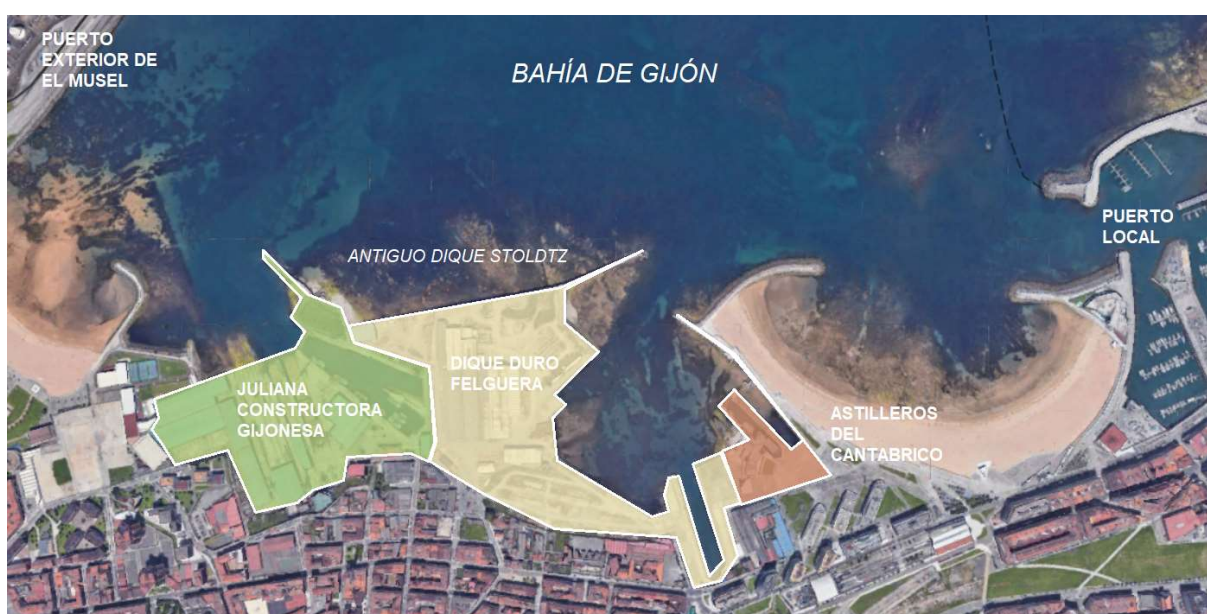 PUERTO
EXTERIOR DE
EL MUSEL
BAHÍA DE GIJÓN
PUERTO
LOCAL
ANTIGUO DIQUE STOLDTZ
DIQUE DURO
FELGUERA
JULIANA
CONSTRUCTORA
GIJONESA
ASTILLEROS
DEL
CANTABRICO